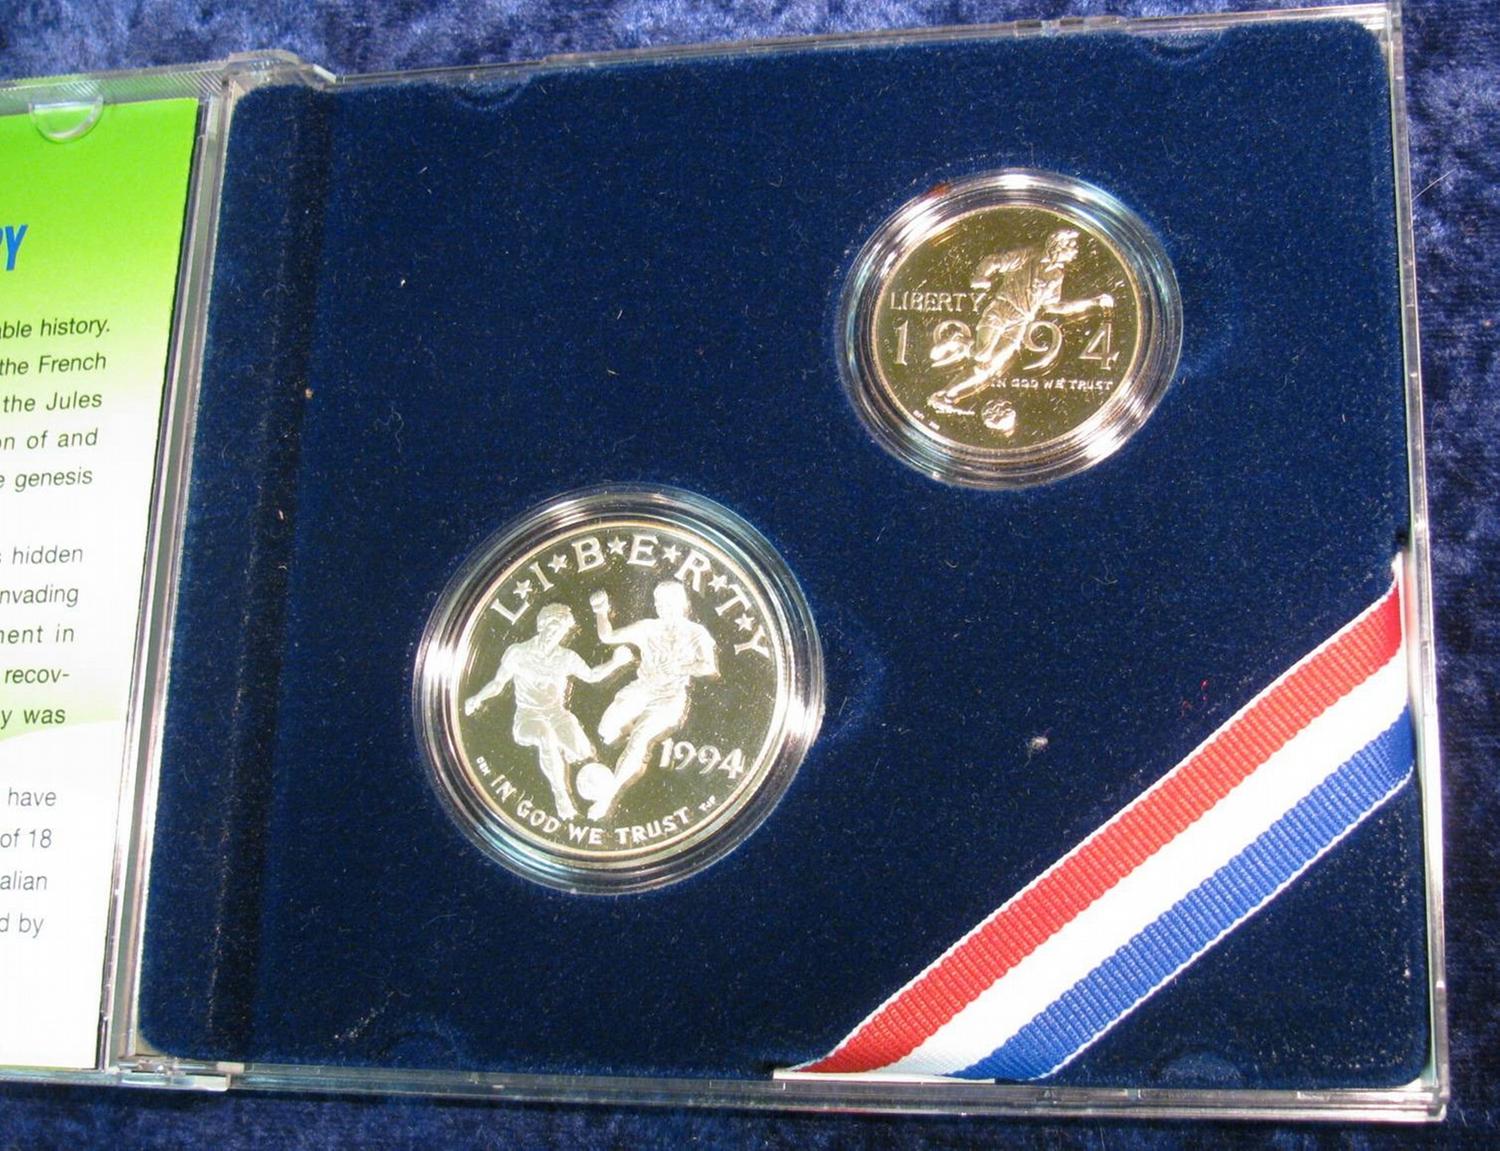 RY
able history.
the French
the Jules
on of and
e genesis
s hidden
nvading
ment in
recov-
y was
have
of 18
alian
d by
LIBERTY
1994
IN GOD WE TRUST
L★I★B★E★R★T★Y
1994
IN GOD WE TRUST